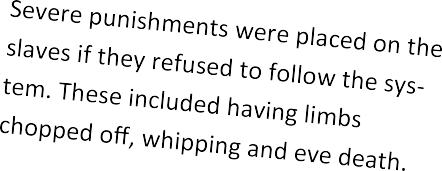 Severe punishments were placed on the
slaves if they refused to follow the sys-
tem. These included having limbs
chopped off, whipping and eve death.